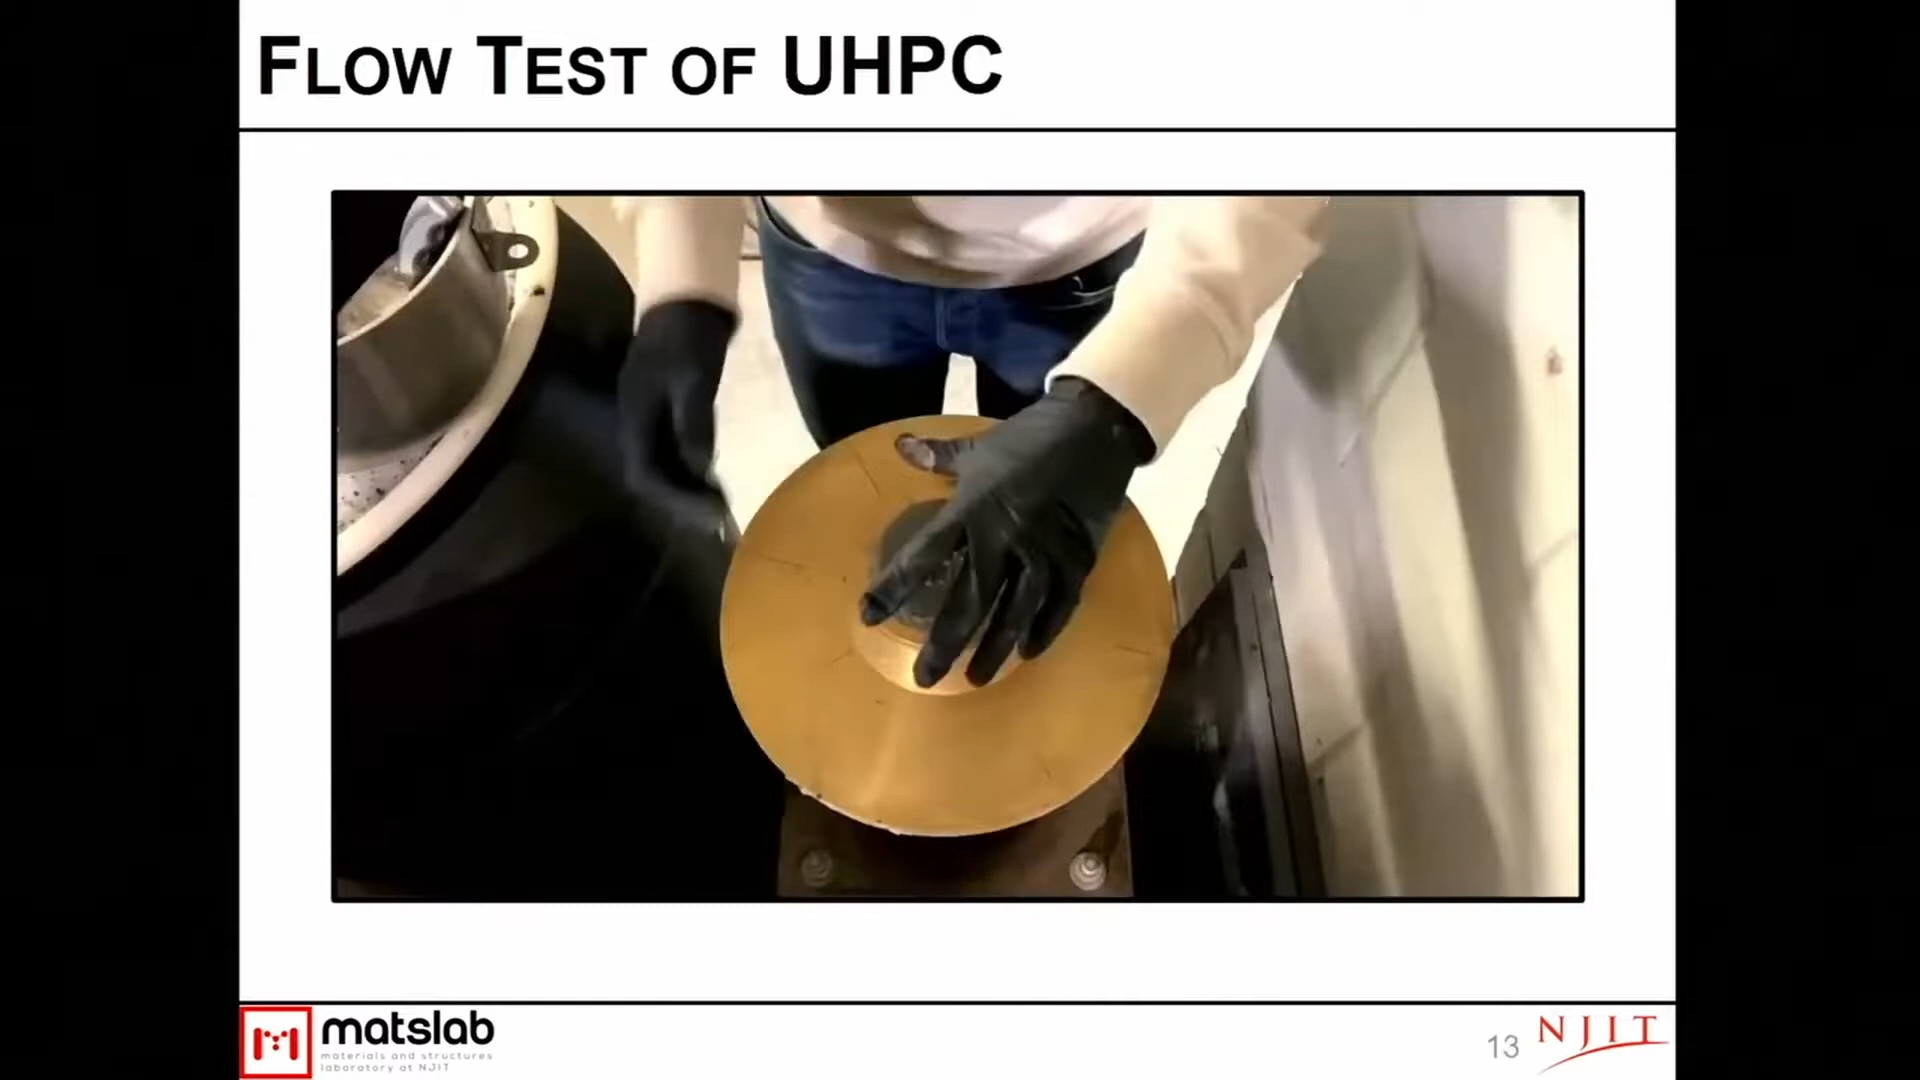 FLOW TEST OF UHPC
matslab
materials and structures
laboratory at NJIT
13
NJIT